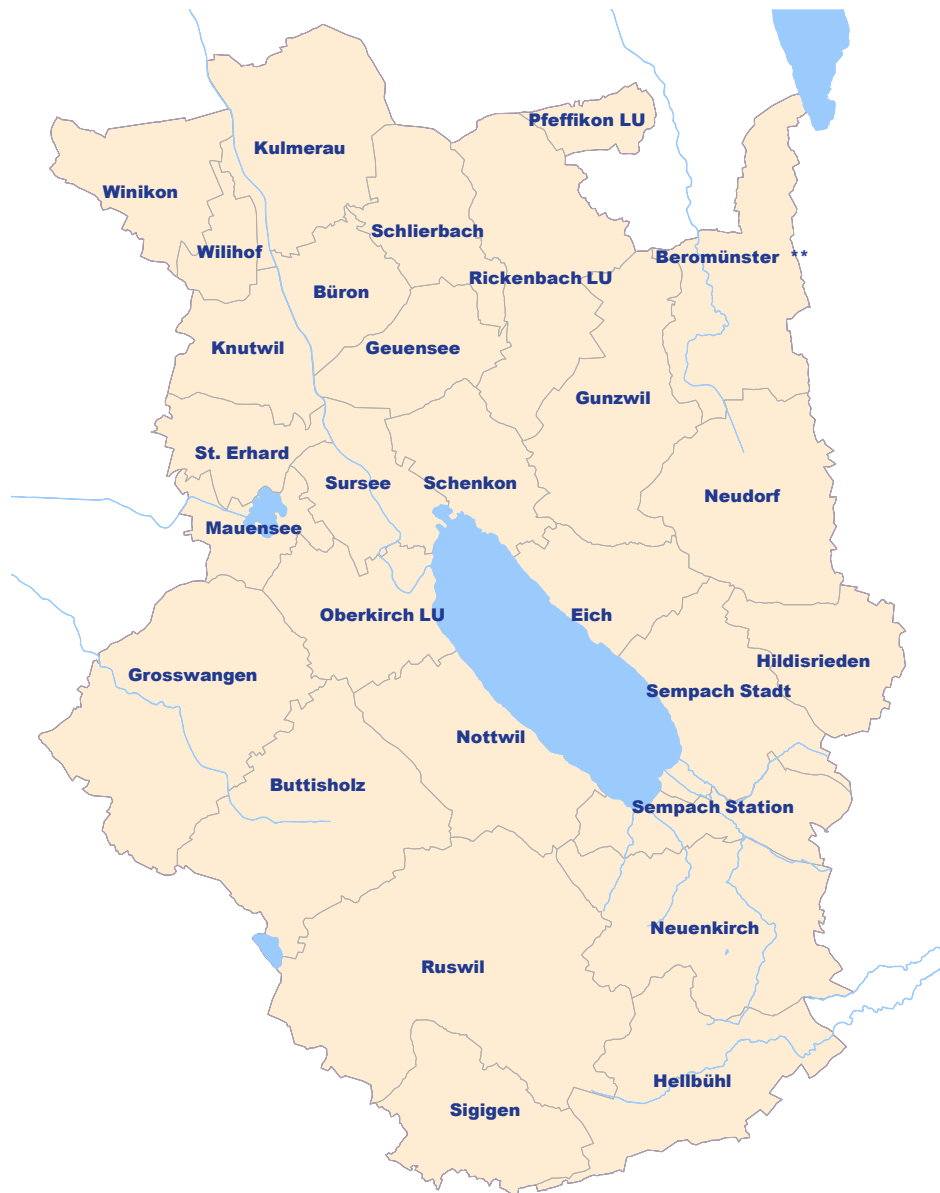 Pfeffikon LU
Kulmerau
Winikon
Schlierbach
Wilihof
Beromünster **
Rickenbach LU
Büron
Knutwil
Geuensee
Gunzwil
St. Erhard
Sursee
Schenkon
Neudorf
Mauensee
Oberkirch LU
Eich
Hildisrieden
Grosswangen
Sempach Stadt
Nottwil
Buttisholz
Sempach Station
Neuenkirch
Ruswil
Hellbühl
Sigigen